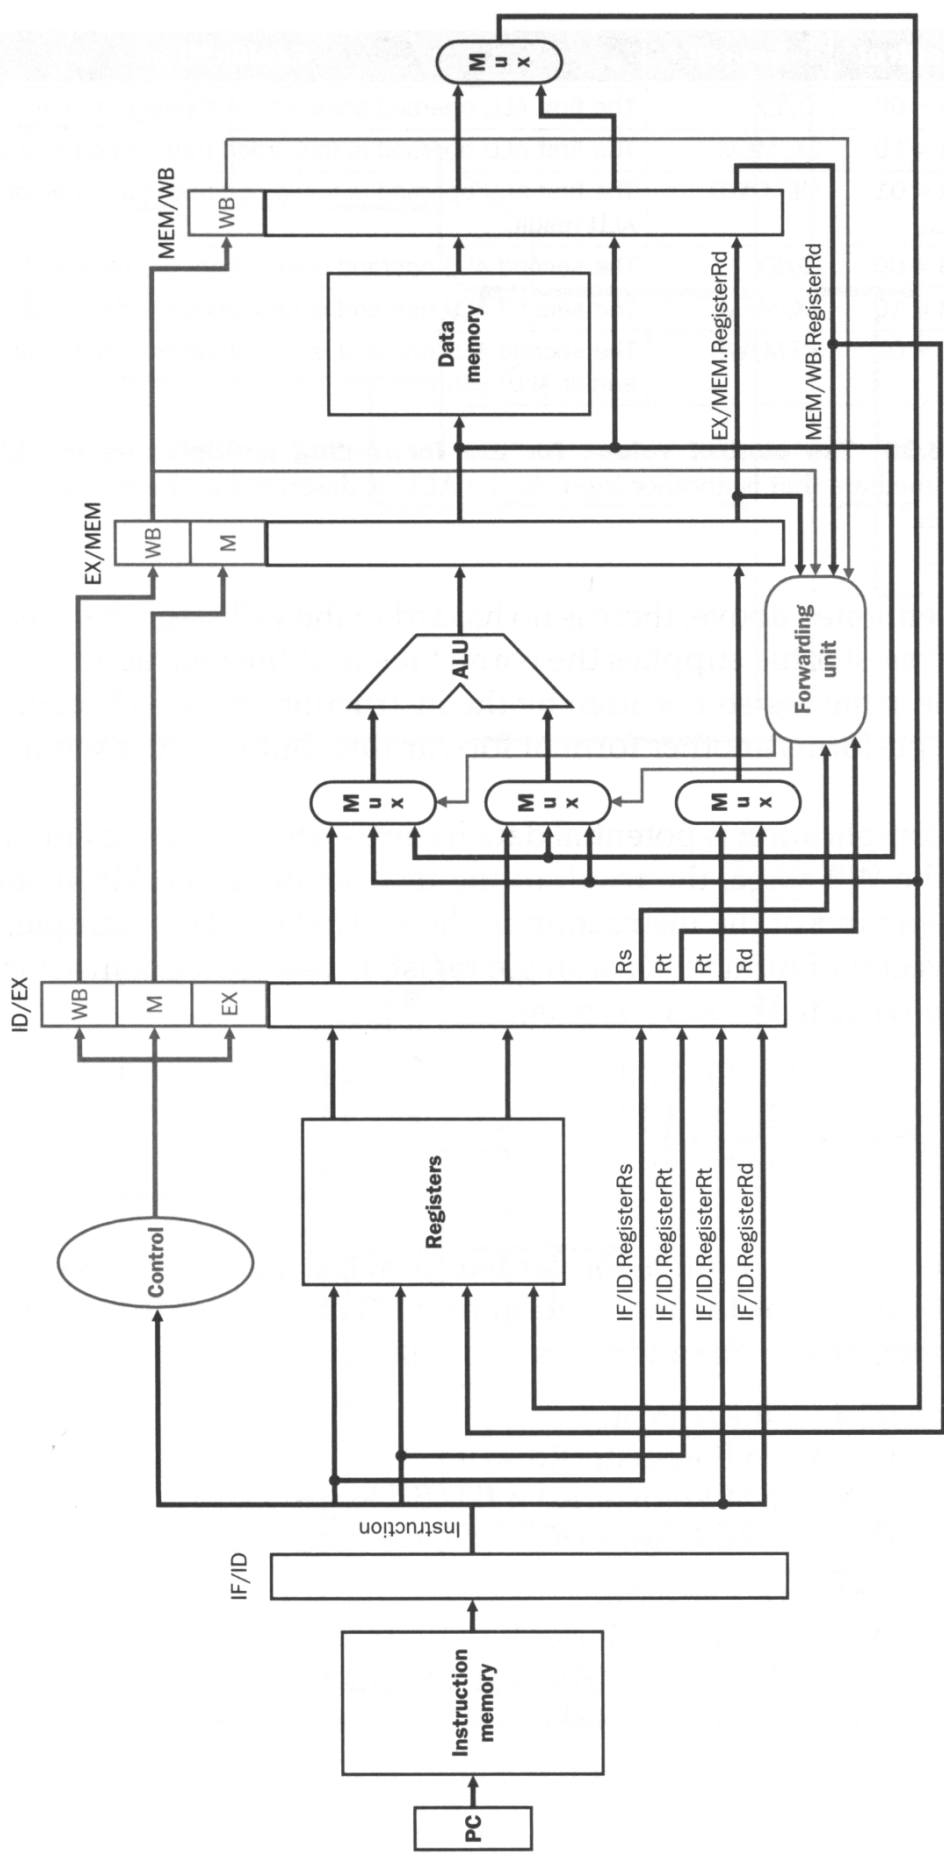 PC
Instruction
memory
IF/ID
Instruction
Control
Registers
IF/ID.RegisterRs
IF/ID.RegisterRt
IF/ID.RegisterRt
IF/ID.RegisterRd
ID/EX
WB
M
EX
Rs
Rt
Rt
Rd
M
u
x
M
u
x
M
u
x
ALU
Forwarding
unit
EX/MEM
WB
M
Data
memory
EX/MEM.RegisterRd
MEM/WB.RegisterRd
MEM/WB
WB
M
u
x